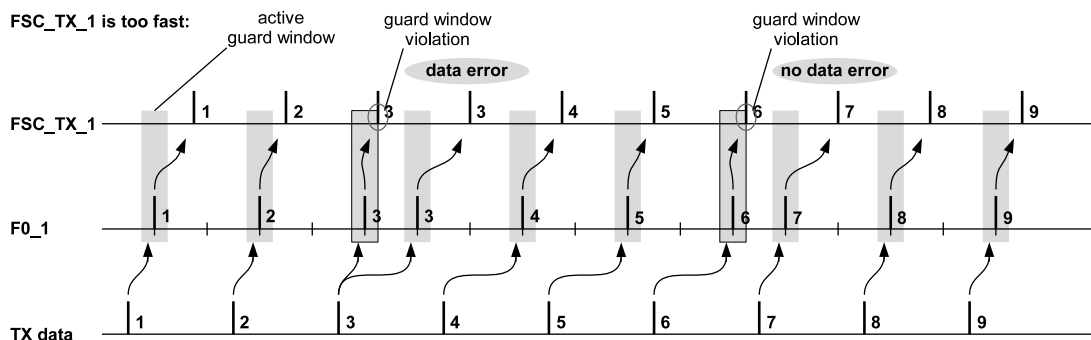 FSC_TX_1 is too fast:
active
guard window
guard window
violation
guard window
violation
data error
no data error
FSC_TX_1
1 2 3 3 4 5 6 7 8 9
F0_1
1 2 3 3 4 5 6 7 8 9
TX data
1 2 3 4 5 6 7 8 9